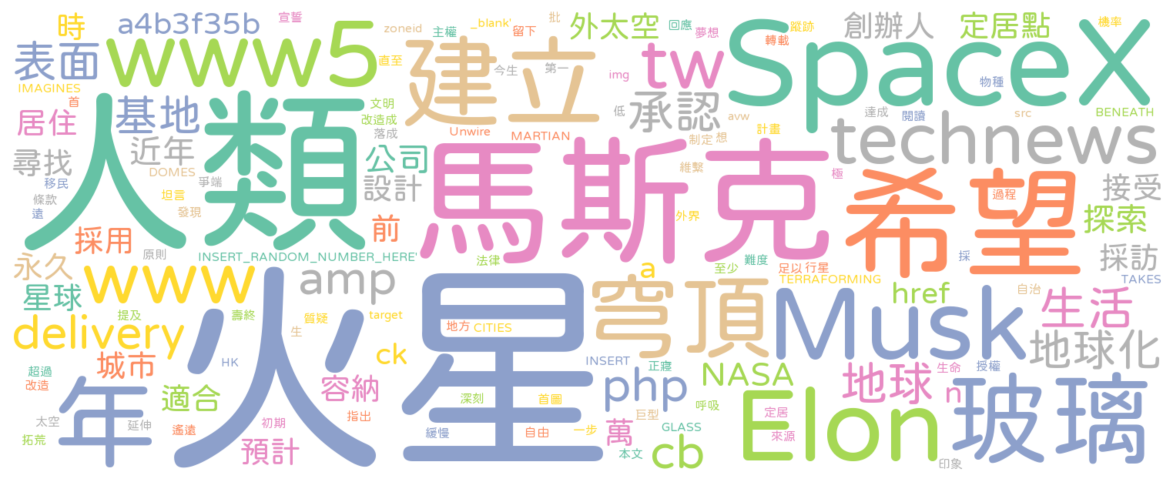 時 a4b3f35b 宣誓 zoneid 主權 _blank' 批 留下 外太空 回應 夢想 蹤跡 創辦人 定居點 機率
表面 www5 直至 建立 今生 第一 tw 轉載 SpaceX 物種
IMAGINES 首 文明 改造成 img 低 承認 avw 計畫 達成 閱讀 src BENEATH
居住 基地 落成 Unwire MARTIAN 制定 想 technews
尋找 近年 人類 公司 馬斯克 維繫 極 希望 過程 接受
移民 DOMES 爭端 設計 坦言
條款 遠 發現 前 外界 探索
採用 原則 INSERT_RANDOM_NUMBER_HERE' 法律 至少 難度 足以 行星 採 採訪
永久 www amp a TERRAFORMING TAKES
星球 提及 壽終 火星 穹頂 Musk href 自治 生活
delivery 生 質疑 target 地方 CITIES 地球化
城市 HK ck INSERT 正廳 NASA 地球 生命 授權
超過 改造 年 適合 容納 深刻 首圖 php n 玻璃
太空 延伸 初期 指出 巨型 呼吸 Elon 定居
拓荒 遙遠 緩慢 自由 一步 萬 GLASS 來源
預計 本文 cb 印象